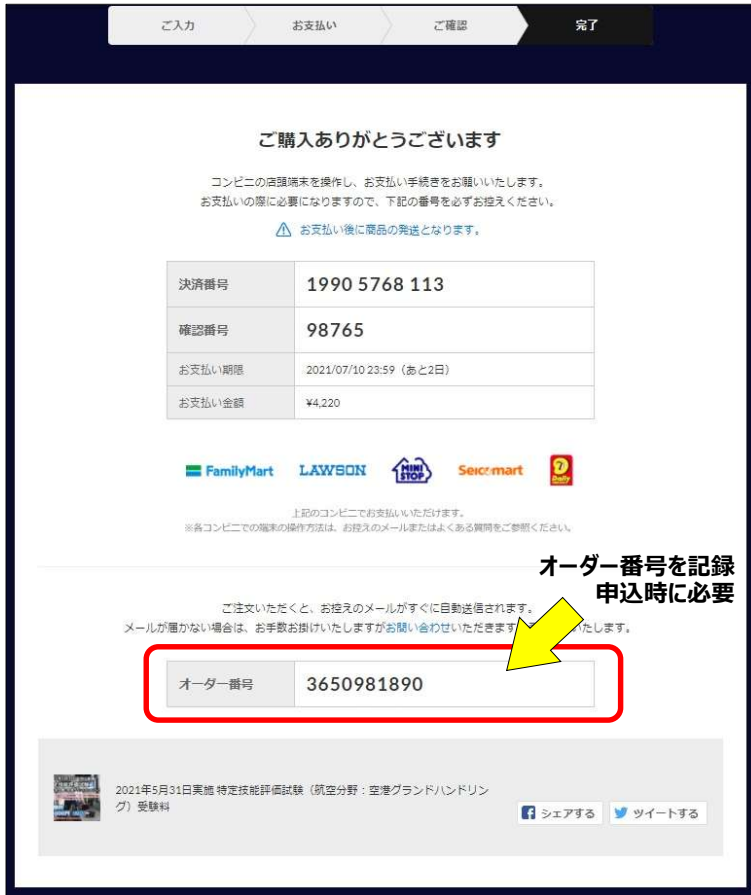 ご入力
お支払い
ご確認
完了
ご購入ありがとうございます
コンビニの店頭端末を操作し、お支払い手続きをお願いいたします。
お支払いの際に必要になりますので、下記の番号を必ずお控えください。
お支払い後に商品の発送となります。
決済番号 1990 5768 113
確認番号 98765
お支払い期限 2021/07/10 23:59（あと2日）
お支払い金額 ¥4,220
FamilyMart LAWSON MINI STOP Seicomart 7 Daily
上記のコンビニでお支払いいただけます。
※各コンビニでの端末の操作方法は、お控えのメールまたはよくある質問をご参照ください。
オーダー番号を記録
申込時に必要
ご注文いただくと、お控えのメールがすぐに自動送信されます。
メールが届かない場合は、お手数お掛けいたしますがお問い合わせいただきます いたします。
オーダー番号 3650981890
2021年5月31日実施 特定技能評価試験（航空分野：空港グランドハンドリン
グ）受験料
シェアする
ツイートする